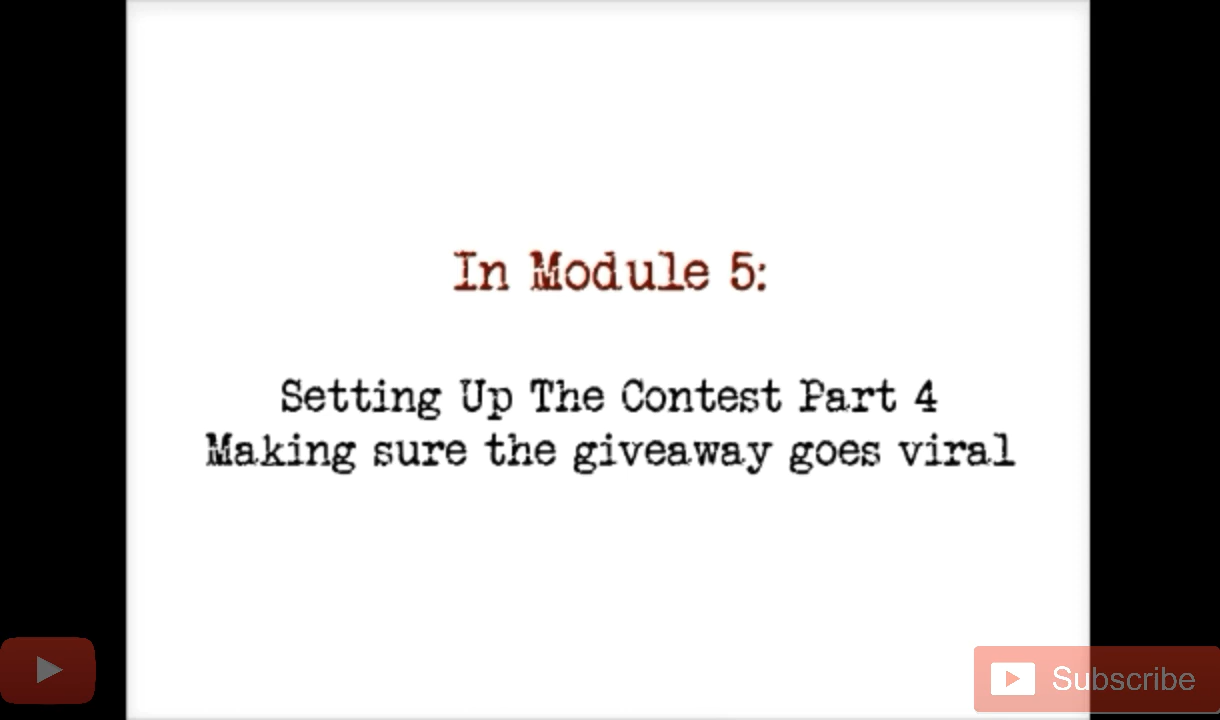 In Module 5:
Setting Up The Contest Part 4
Making sure the giveaway goes viral
Subscribe